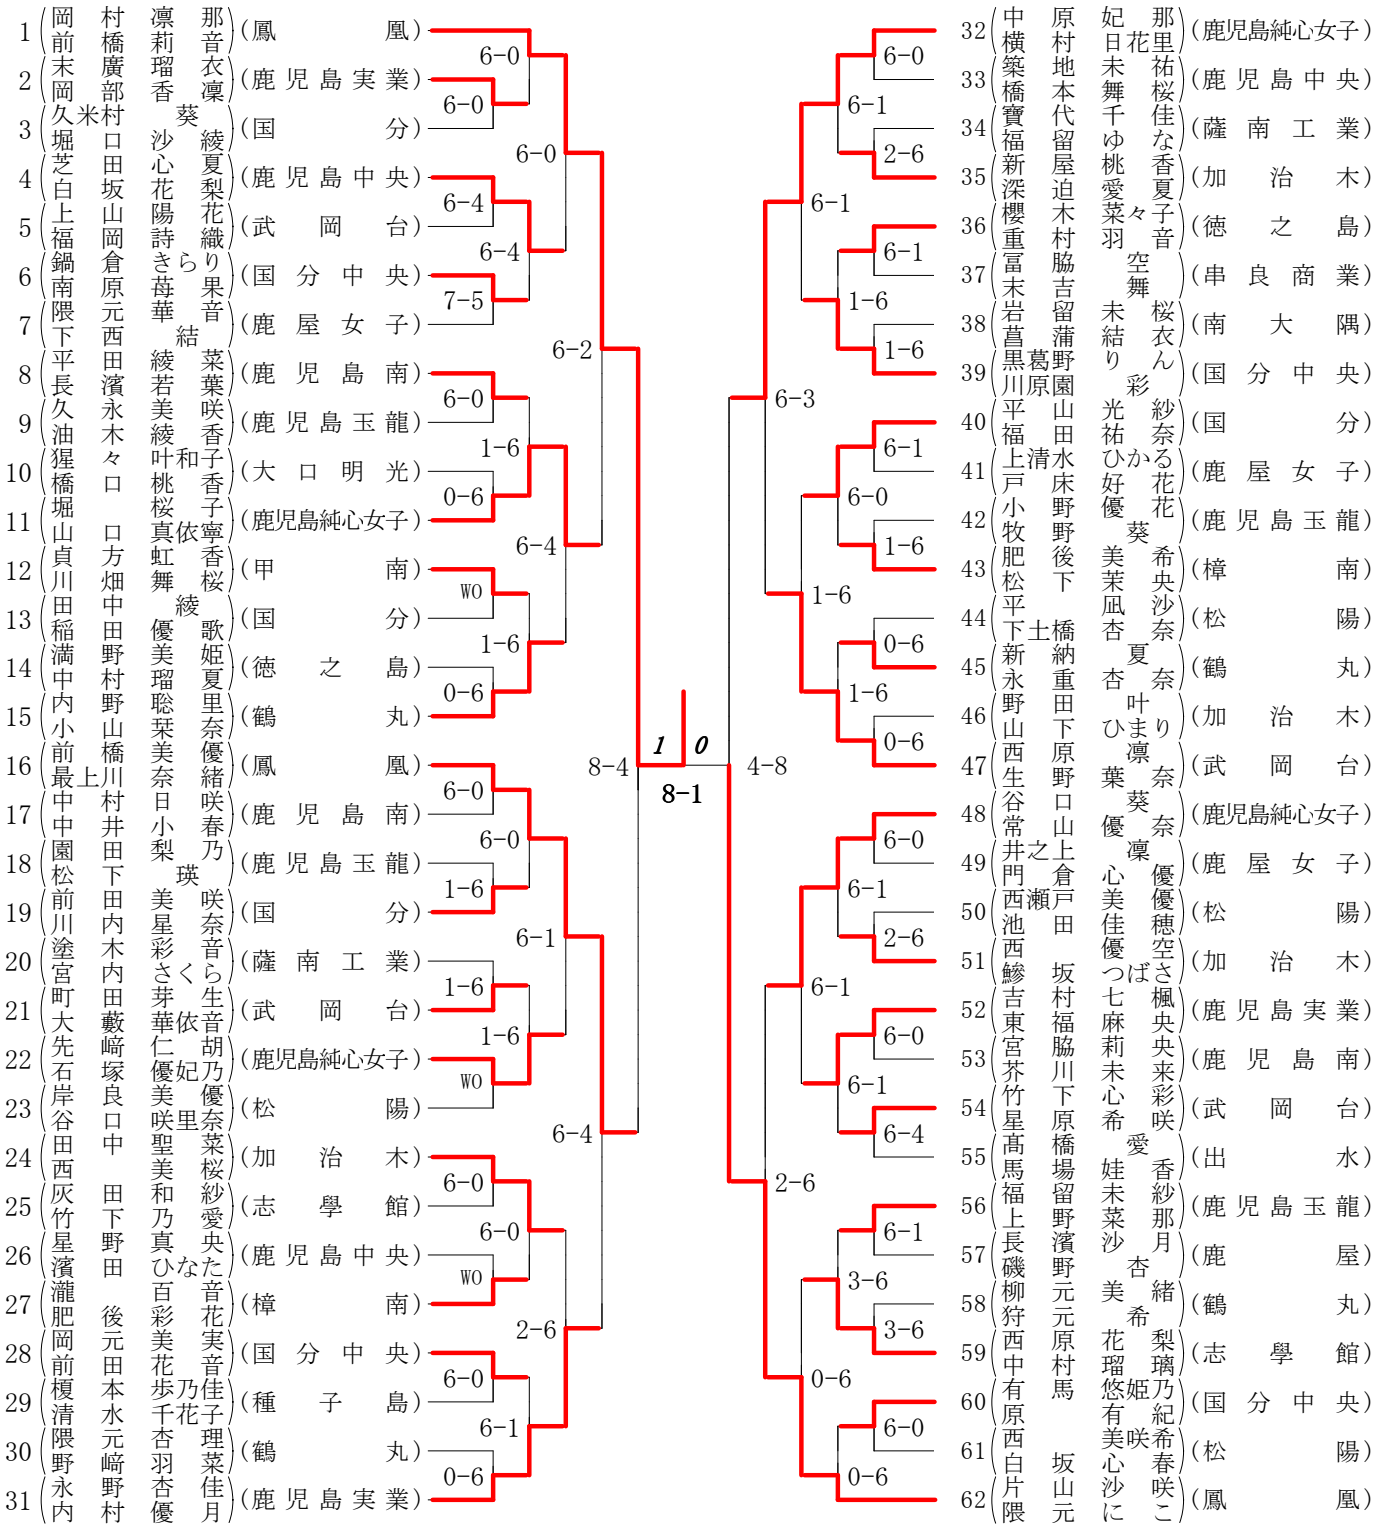 1 (岡村凛那 前橋莉音) (鳳凰)
2 (末廣瑠衣 岡部香凜) (鹿児島実業)
3 (久米村葵 堀口沙綾) (国分)
4 (芝田心夏 白坂花梨) (鹿児島中央)
5 (上山陽花 福岡詩織) (武岡台)
6 (鍋倉きらり 南原苺果) (国分中央)
7 (隈元華音 下西結) (鹿屋女子)
8 (平田綾菜 長濱若葉) (鹿児島南)
9 (久永美咲 油木綾香) (鹿児島玉龍)
10 (猩々叶和子 橋口桃香) (大口明光)
11 (堀桜子 山口真依寧) (鹿児島純心女子)
12 (貞方虹香 川畑舞桜) (甲南)
13 (田中綾 稲田優歌) (国分)
14 (満野美姫 中村瑠夏) (徳之島)
15 (内野聡里 小山栞奈) (鶴丸)
16 (前橋美優 最上川奈緒) (鳳凰)
17 (中村日咲 中井小春) (鹿児島南)
18 (園田梨乃 松下瑛) (鹿児島玉龍)
19 (前田美咲 川内星奈) (国分)
20 (塗木彩音 宮内さくら) (薩南工業)
21 (町田芽生 大藪華依音) (武岡台)
22 (先﨑仁胡 石塚優妃乃) (鹿児島純心女子)
23 (岸良美優 谷口咲里奈) (松陽)
24 (田中聖菜 西美桜) (加治木)
25 (灰田和紗 竹下乃愛) (志學館)
26 (星野真央 濱田ひなた) (鹿児島中央)
27 (瀧百音 肥後彩花) (樟南)
28 (岡元美実 前田花音) (国分中央)
29 (榎本歩乃佳 清水千花子) (種子島)
30 (隈元杏理 野﨑羽菜) (鶴丸)
31 (永野杏佳 内村優月) (鹿児島実業)
6-0
6-0
6-0
6-4
6-4
7-5
6-2
6-0
1-6
0-6
6-4
WO
1-6
0-6
8-4
6-0
6-0
1-6
6-1
1-6
1-6
WO
6-4
6-0
6-0
WO
2-6
6-0
6-1
0-6
1 0
8-1
32 (中原妃那 横村日花里) (鹿児島純心女子)
33 (築地未祐 橋本舞桜) (鹿児島中央)
34 (寶代千佳 福留ゆな) (薩南工業)
35 (新屋桃香 深迫愛夏) (加治木)
36 (櫻木菜々子 重村羽音) (徳之島)
37 (冨脇空 末吉舞) (串良商業)
38 (岩留未桜 菖蒲結衣) (南大隅)
39 (黒葛野りん 川原園彩) (国分中央)
40 (平山光紗 福田祐奈) (国分)
41 (上清水ひかる 戸床好花) (鹿屋女子)
42 (小野優花 牧野葵) (鹿児島玉龍)
43 (肥後美希 松下茉央) (樟南)
44 (平凪沙 下土橋杏奈) (松陽)
45 (新納夏 永重杏奈) (鶴丸)
46 (野田叶 山下ひまり) (加治木)
47 (西原凛 生野葉奈) (武岡台)
48 (谷口葵 常山優奈) (鹿児島純心女子)
49 (井之上凜 門倉心優) (鹿屋女子)
50 (西瀬戸美優 池田佳穂) (松陽)
51 (西優空 鰺坂つばさ) (加治木)
52 (吉村七楓 東福麻央) (鹿児島実業)
53 (宮脇莉央 芥川未来) (鹿児島南)
54 (竹下心彩 星原希咲) (武岡台)
55 (髙橋愛 馬場娃香) (出水)
56 (福留未紗 上野菜那) (鹿児島玉龍)
57 (長濱沙月 磯野杏) (鹿屋)
58 (柳元美緒 狩元希) (鶴丸)
59 (西原花梨 中村瑠璃) (志學館)
60 (有馬悠姫乃 原有紀) (国分中央)
61 (西美咲希 白坂心春) (松陽)
62 (片山沙咲 隈元にこ) (鳳凰)
6-0
6-1
2-6
6-1
6-1
1-6
1-6
6-3
6-1
6-0
1-6
1-6
0-6
1-6
0-6
4-8
6-0
6-1
2-6
6-1
6-0
6-1
6-4
2-6
6-1
3-6
3-6
0-6
6-0
0-6